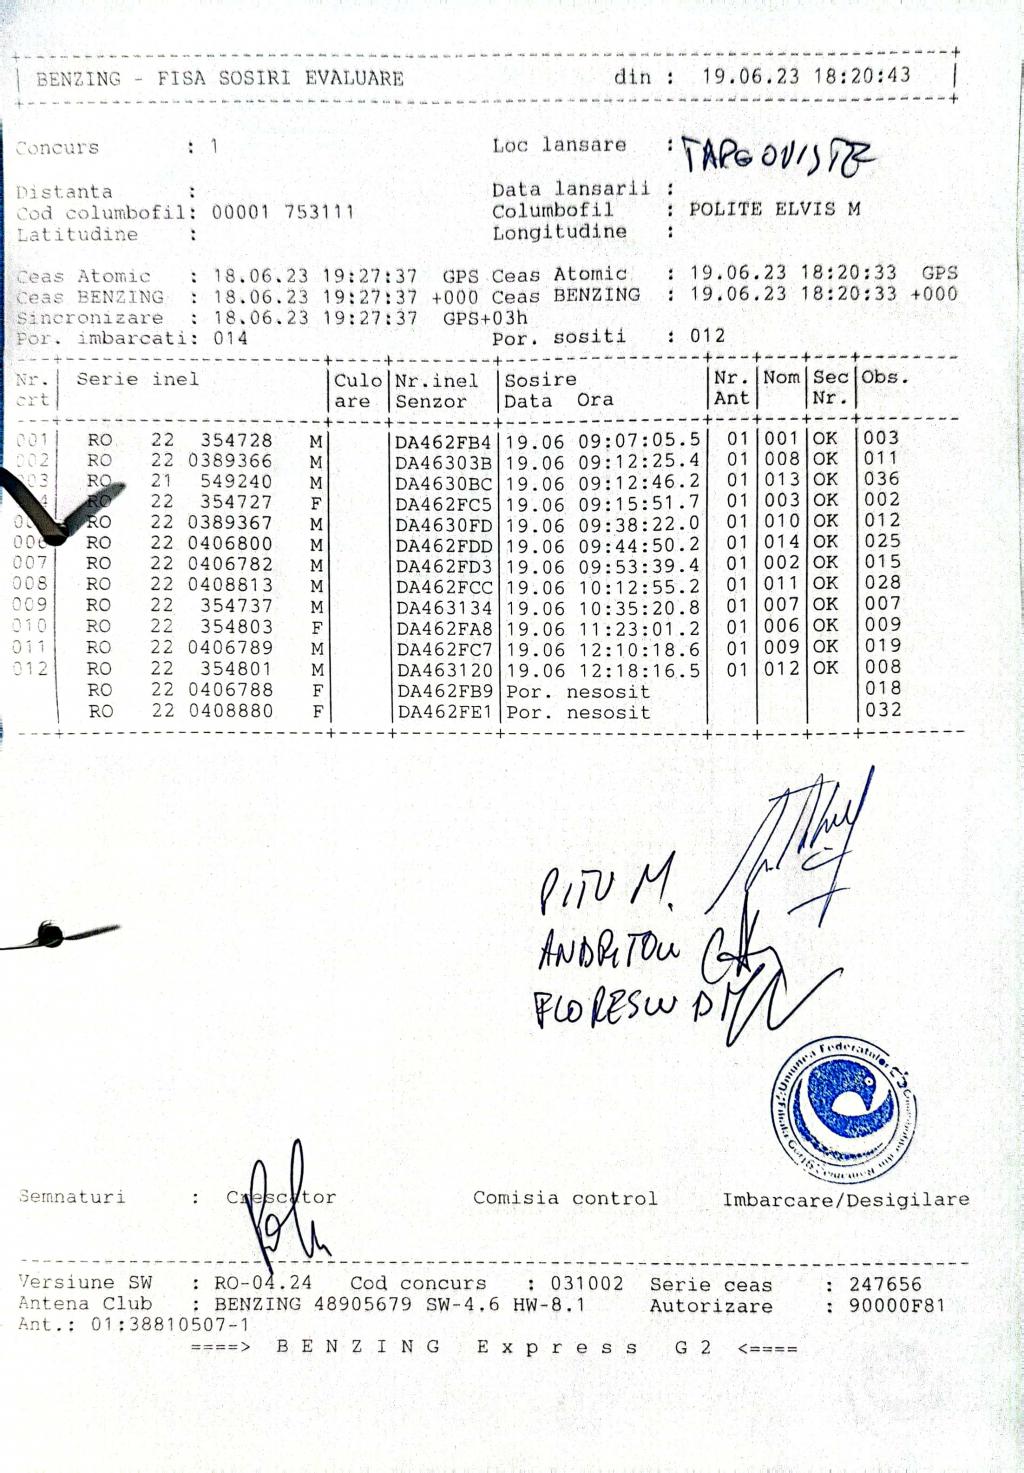 BENZING - FISA SOSIRI EVALUARE din : 19.06.23 18:20:43
Concurs : 1 Loc lansare : TARGOVISTE
Distanta : Data lansarii :
Cod columbofil: 00001 753111 Columbofil : POLITE ELVIS M
Latitudine : Longitudine :
Ceas Atomic : 18.06.23 19:27:37 GPS Ceas Atomic : 19.06.23 18:20:33 GPS
Ceas BENZING : 18.06.23 19:27:37 +000 Ceas BENZING : 19.06.23 18:20:33 +000
Sincronizare : 18.06.23 19:27:37 GPS+03h
Por. imbarcati: 014 Por. sositi : 012
Nr. Serie inel Culo Nr.inel Sosire Nr. Nom Sec Obs.
crt are Senzor Data Ora Ant Nr.
001 RO 22 354728 M DA462FB4 19.06 09:07:05.5 01 001 OK 003
002 RO 22 0389366 M DA46303B 19.06 09:12:25.4 01 008 OK 011
03 RO 21 549240 M DA4630BC 19.06 09:12:46.2 01 013 OK 036
4 RO 22 354727 F DA462FC5 19.06 09:15:51.7 01 003 OK 002
RO 22 0389367 M DA4630FD 19.06 09:38:22.0 01 010 OK 012
006 RO 22 0406800 M DA462FDD 19.06 09:44:50.2 01 014 OK 025
007 RO 22 0406782 M DA462FD3 19.06 09:53:39.4 01 002 OK 015
008 RO 22 0408813 M DA462FCC 19.06 10:12:55.2 01 011 OK 028
009 RO 22 354737 M DA463134 19.06 10:35:20.8 01 007 OK 007
010 RO 22 354803 F DA462FA8 19.06 11:23:01.2 01 006 OK 009
011 RO 22 0406789 M DA462FC7 19.06 12:10:18.6 01 009 OK 019
012 RO 22 354801 M DA463120 19.06 12:18:16.5 01 012 OK 008
RO 22 0406788 F DA462FB9 Por. nesosit 018
RO 22 0408880 F DA462FE1 Por. nesosit 032
PITU M.
ANDRITOU
FLORESCU DM
Uniunea Federatiilor
Semnaturi : Crescator Comisia control Imbarcare/Desigilare
Versiune SW : RO-04.24 Cod concurs : 031002 Serie ceas : 247656
Antena Club : BENZING 48905679 SW-4.6 HW-8.1 Autorizare : 90000F81
Ant.: 01:38810507-1
====> B E N Z I N G E x p r e s s G 2 <====